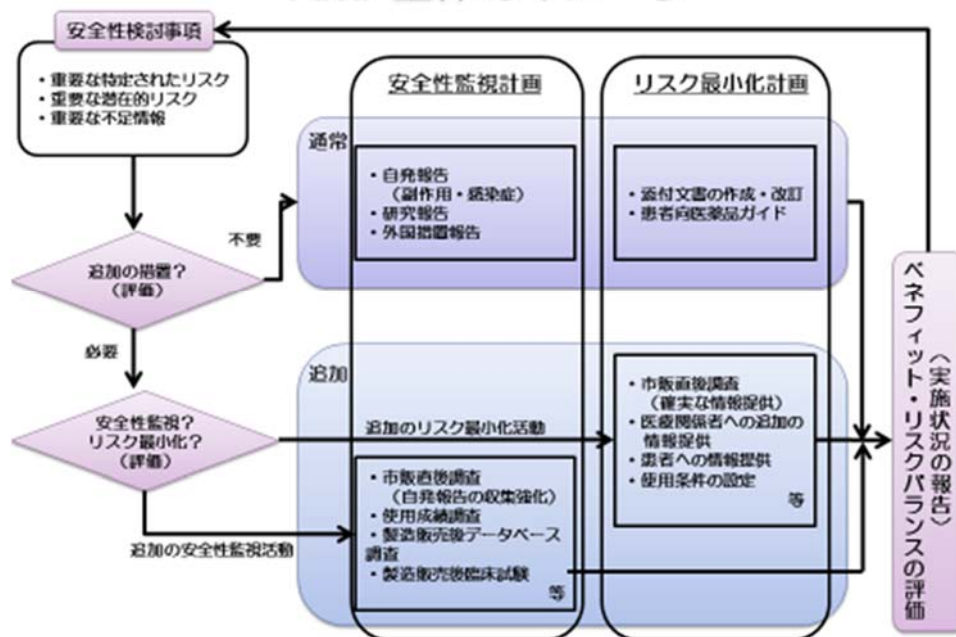 安全性検討事項
・重要な特定されたリスク
・重要な潜在的リスク
・重要な不足情報
安全性監視計画
リスク最小化計画
通常
・自発報告
（副作用・感染症）
・研究報告
・外国措置報告
・添付文書の作成・改訂
・患者向医薬品ガイド
不要
追加の措置？
（評価）
必要
追加
安全性監視？
リスク最小化？
（評価）
追加のリスク最小化活動
追加の安全性監視活動
・市販直後調査
（自発報告の収集強化）
・使用成績調査
・製造販売後データベース
調査
・製造販売後臨床試験
等
・市販直後調査
（確実な情報提供）
・医療関係者への追加の
情報提供
・患者への情報提供
・使用条件の設定
等
ベネフィット・リスクバランスの評価
（実施状況の報告）